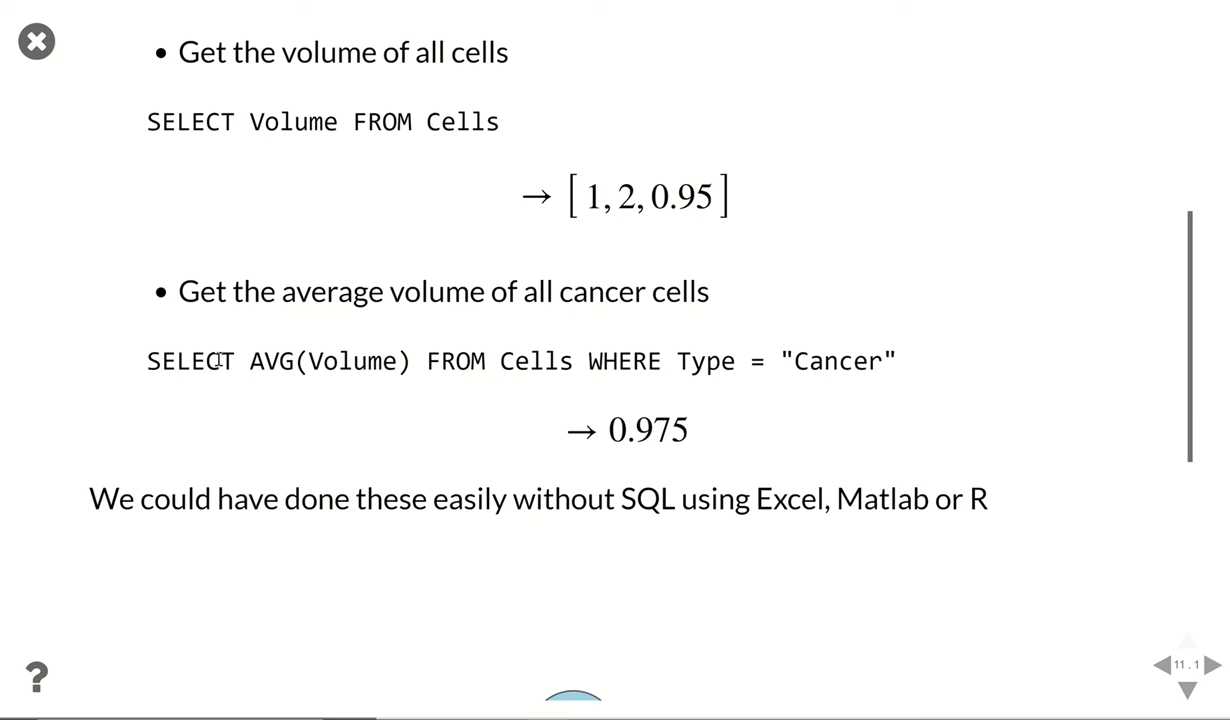 • Get the volume of all cells
SELECT Volume FROM Cells
→ [1, 2, 0.95]
• Get the average volume of all cancer cells
SELECT AVG(Volume) FROM Cells WHERE Type = "Cancer"
→ 0.975
We could have done these easily without SQL using Excel, Matlab or R
?
11.1